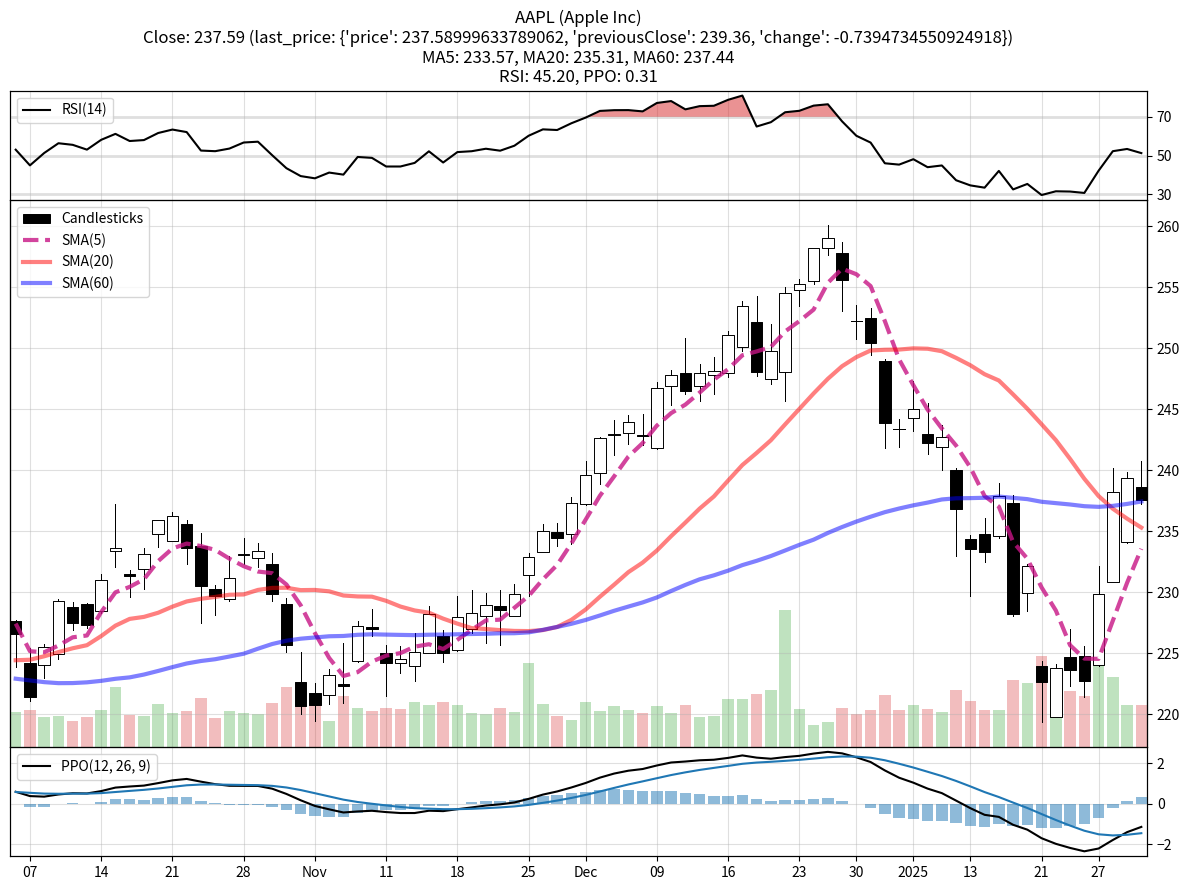 AAPL (Apple Inc)
Close: 237.59 (last_price: {'price': 237.58999633789062, 'previousClose': 239.36, 'change': -0.7394734550924918})
MA5: 233.57, MA20: 235.31, MA60: 237.44
RSI: 45.20, PPO: 0.31
RSI(14)
70
50
30
Candlesticks
SMA(5)
SMA(20)
SMA(60)
260
255
250
245
240
235
230
225
220
PPO(12, 26, 9)
2
0
−2
07 14 21 28 Nov 11 18 25 Dec 09 16 23 30 2025 13 21 27